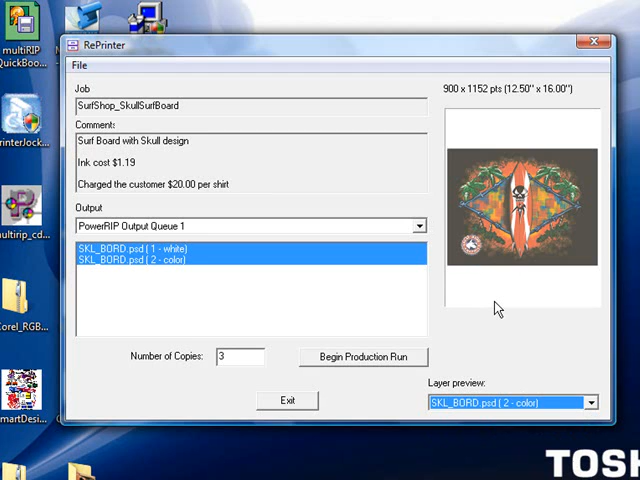 multiRIP
QuickBoo...
RePrinter
File
Job
900 x 1152 pts (12.50" x 16.00")
SurfShop_SkullSurfBoard
Comment:
Surf Board with Skull design
Ink cost $1.19
Charged the customer $20.00 per shirt
Output
PowerRIP Output Queue 1
SKL_BORD.psd ( 1 - white)
SKL_BORD.psd ( 2 - color)
Number of Copies:
3
Begin Production Run
Exit
Layer preview:
SKL_BORD.psd ( 2 - color)
rinterJock...
multirip_cd...
Corel_RGB...
martDesi...
TOSH